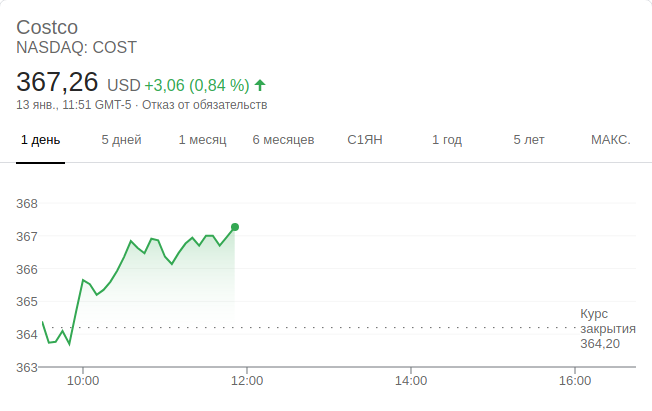 Costco
NASDAQ: COST
367,26 USD +3,06 (0,84 %)
13 янв., 11:51 GMT-5 · Отказ от обязательств
1 день 5 дней 1 месяц 6 месяцев С1ЯН 1 год 5 лет МАКС.
368
367
366
365
364
363
Курс
закрытия
364,20
10:00 12:00 14:00 16:00